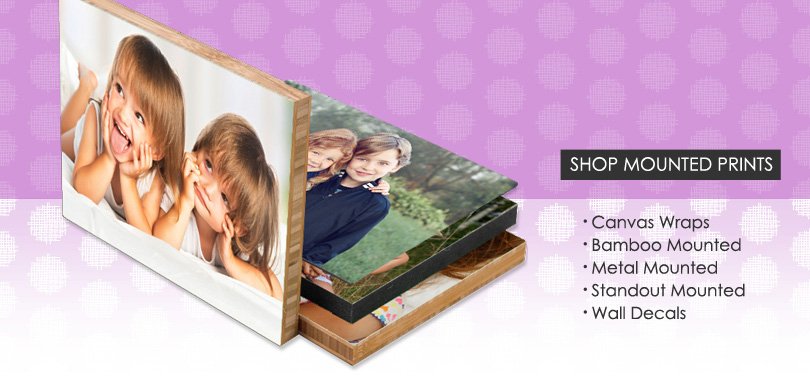 SHOP MOUNTED PRINTS
· Canvas Wraps
· Bamboo Mounted
· Metal Mounted
· Standout Mounted
· Wall Decals